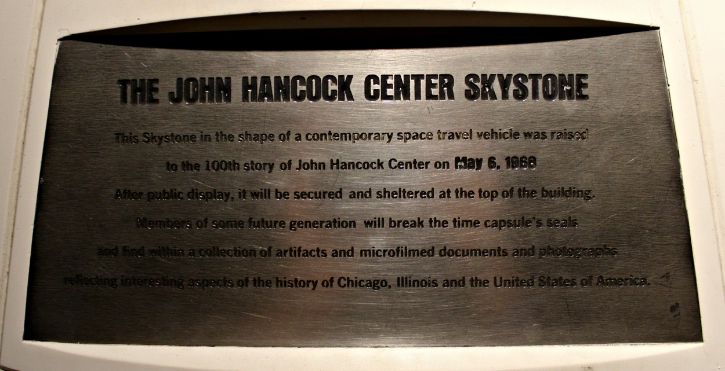 THE JOHN HANCOCK CENTER SKYSTONE
This Skystone in the shape of a contemporary space travel vehicle was raised
to the 100th story of John Hancock Center on May 6, 1968
After public display, it will be secured and sheltered at the top of the building.
Members of some future generation will break the time capsule's seals
and find within a collection of artifacts and microfilmed documents and photographs
reflecting interesting aspects of the history of Chicago, Illinois and the United States of America.